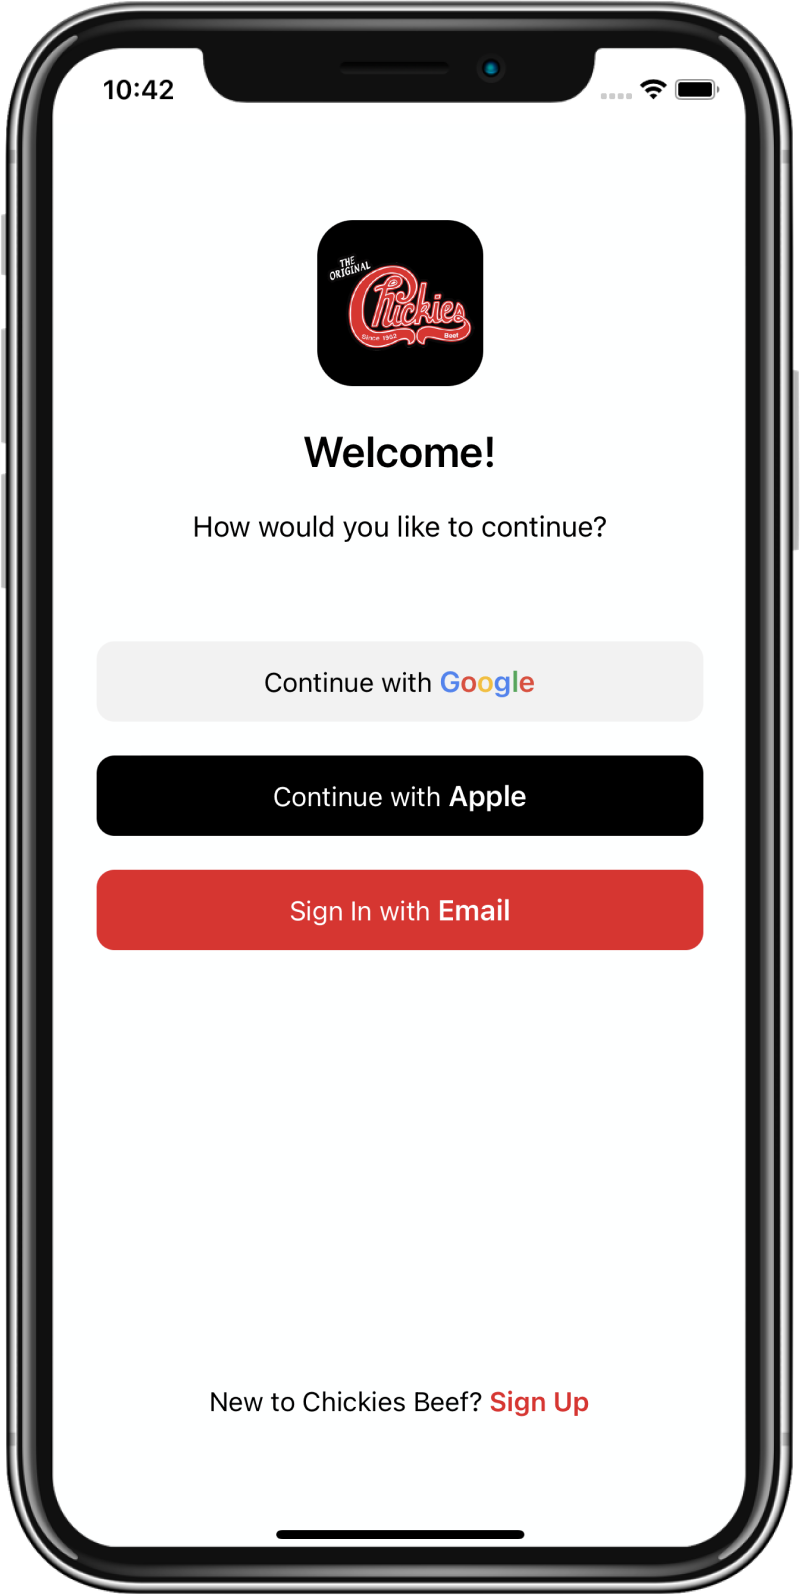 10:42
THE
ORIGINAL
Chickies
Since 1962
Beef
Welcome!
How would you like to continue?
Continue with Google
Continue with Apple
Sign In with Email
New to Chickies Beef? Sign Up